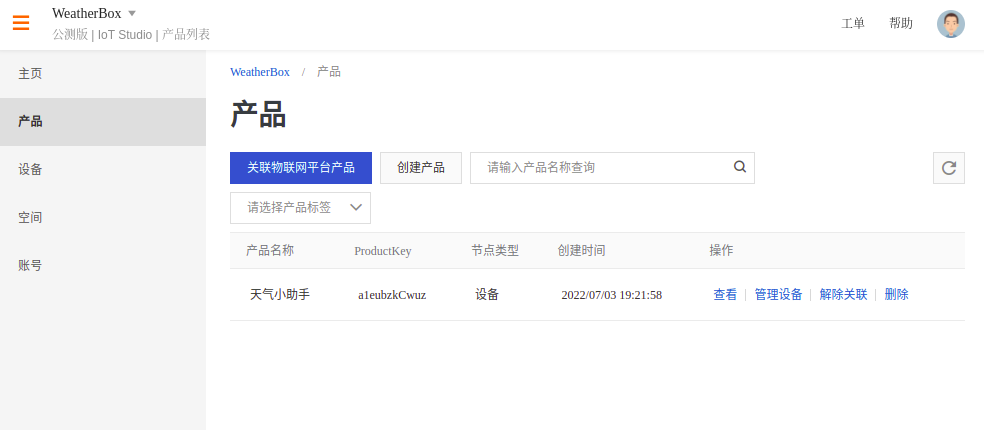 WeatherBox
公测版 | IoT Studio | 产品列表
工单 帮助
主页
产品
设备
空间
账号
WeatherBox / 产品
产品
关联物联网平台产品 创建产品 请输入产品名称查询
请选择产品标签
产品名称 ProductKey 节点类型 创建时间 操作
天气小助手 a1eubzkCwuz 设备 2022/07/03 19:21:58 查看 管理设备 解除关联 删除